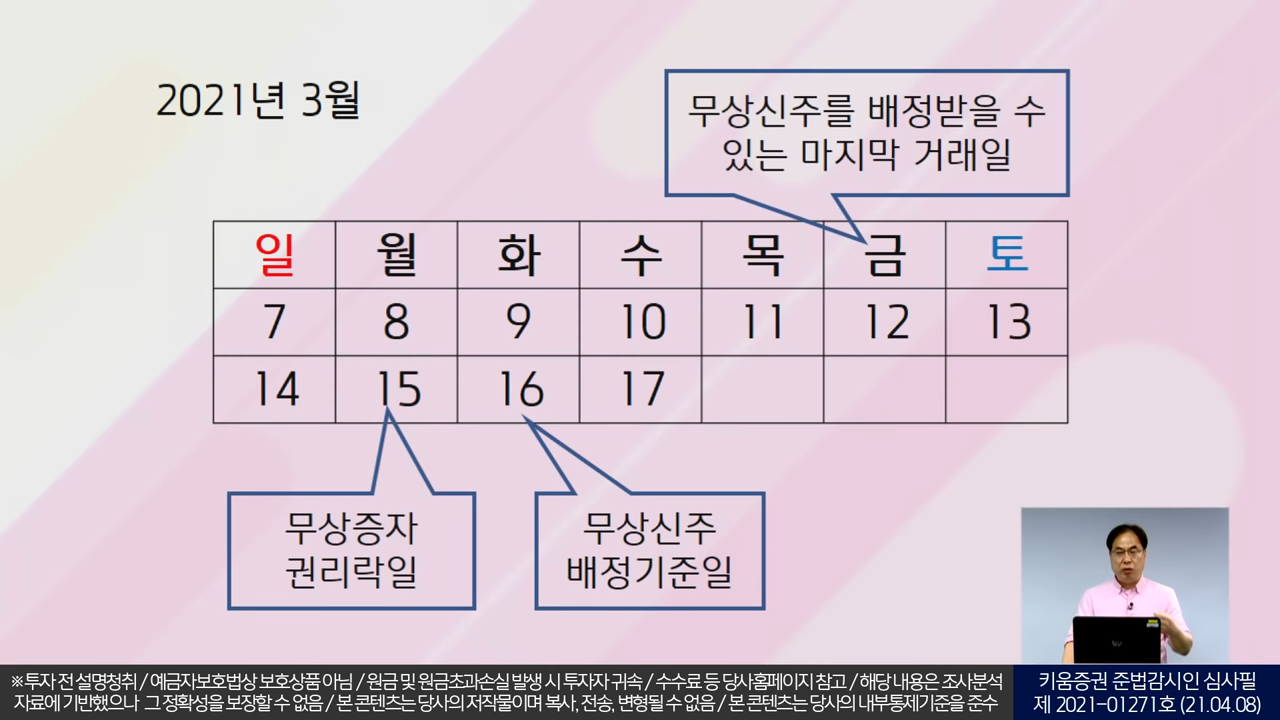 2021년 3월
무상신주를 배정받을 수
있는 마지막 거래일
일 월 화 수 목 금 토
7 8 9 10 11 12 13
14 15 16 17
무상증자
권리락일
무상신주
배정기준일
※투자 전 설명청취 / 예금자보호법상 보호상품 아님 / 원금 및 원금초과손실 발생 시 투자자 귀속 / 수수료 등 당사홈페이지 참고 / 해당 내용은 조사분석
자료에 기반했으나 그 정확성을 보장할 수 없음 / 본 콘텐츠는 당사의 저작물이며 복사, 전송, 변형될 수 없음 / 본 콘텐츠는 당사의 내부통제기준을 준수
키움증권 준법감시인 심사필
제 2021-01271호 (21.04.08)